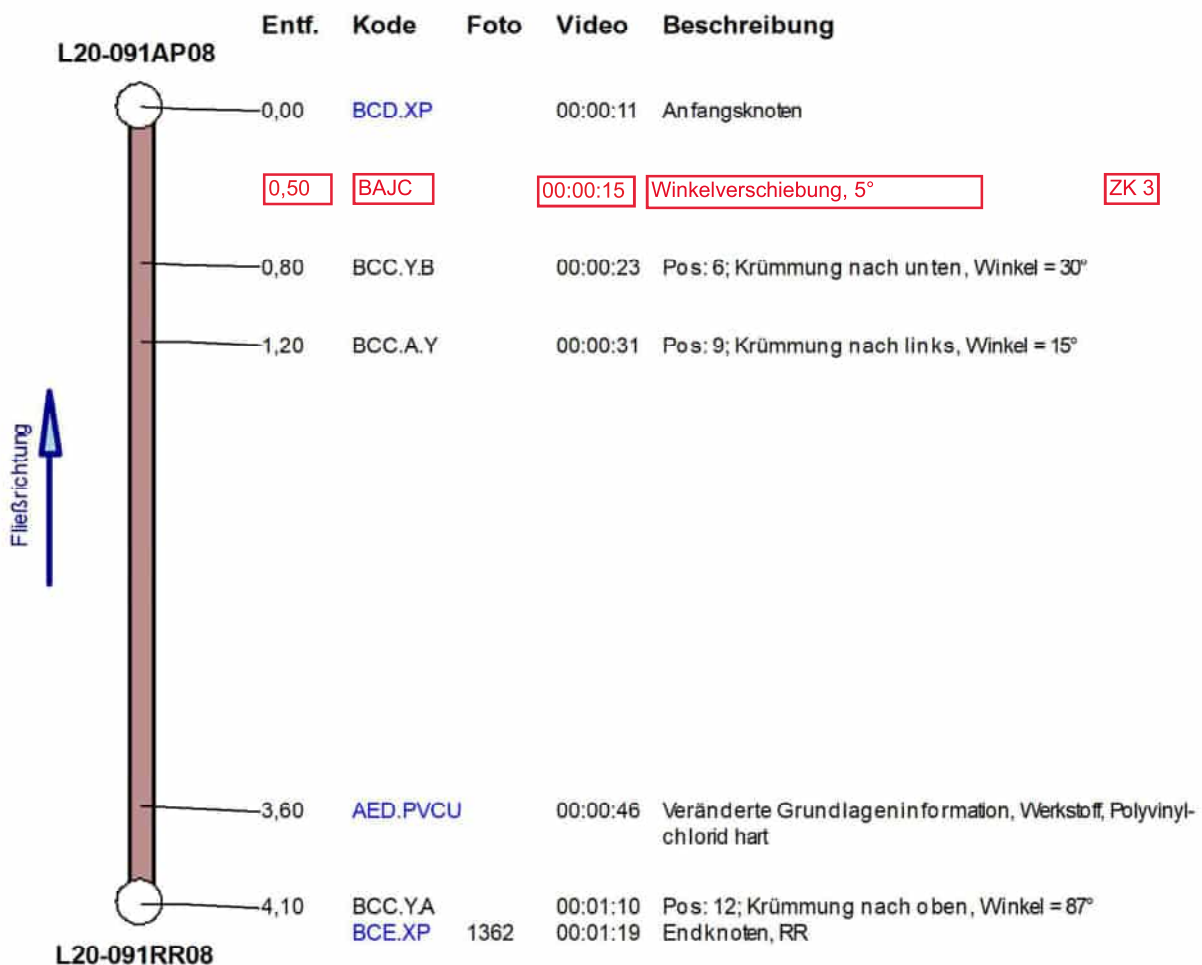 Entf. Kode Foto Video Beschreibung
L20-091AP08
0,00 BCD.XP 00:00:11 Anfangsknoten
0,50 BAJC 00:00:15 Winkelverschiebung, 5° ZK 3
0,80 BCC.Y.B 00:00:23 Pos: 6; Krümmung nach unten, Winkel = 30°
1,20 BCC.A.Y 00:00:31 Pos: 9; Krümmung nach links, Winkel = 15°
Fließrichtung
3,60 AED.PVCU 00:00:46 Veränderte Grundlageninformation, Werkstoff, Polyvinyl-
chlorid hart
4,10 BCC.Y.A 00:01:10 Pos: 12; Krümmung nach oben, Winkel = 87°
BCE.XP 1362 00:01:19 Endknoten, RR
L20-091RR08